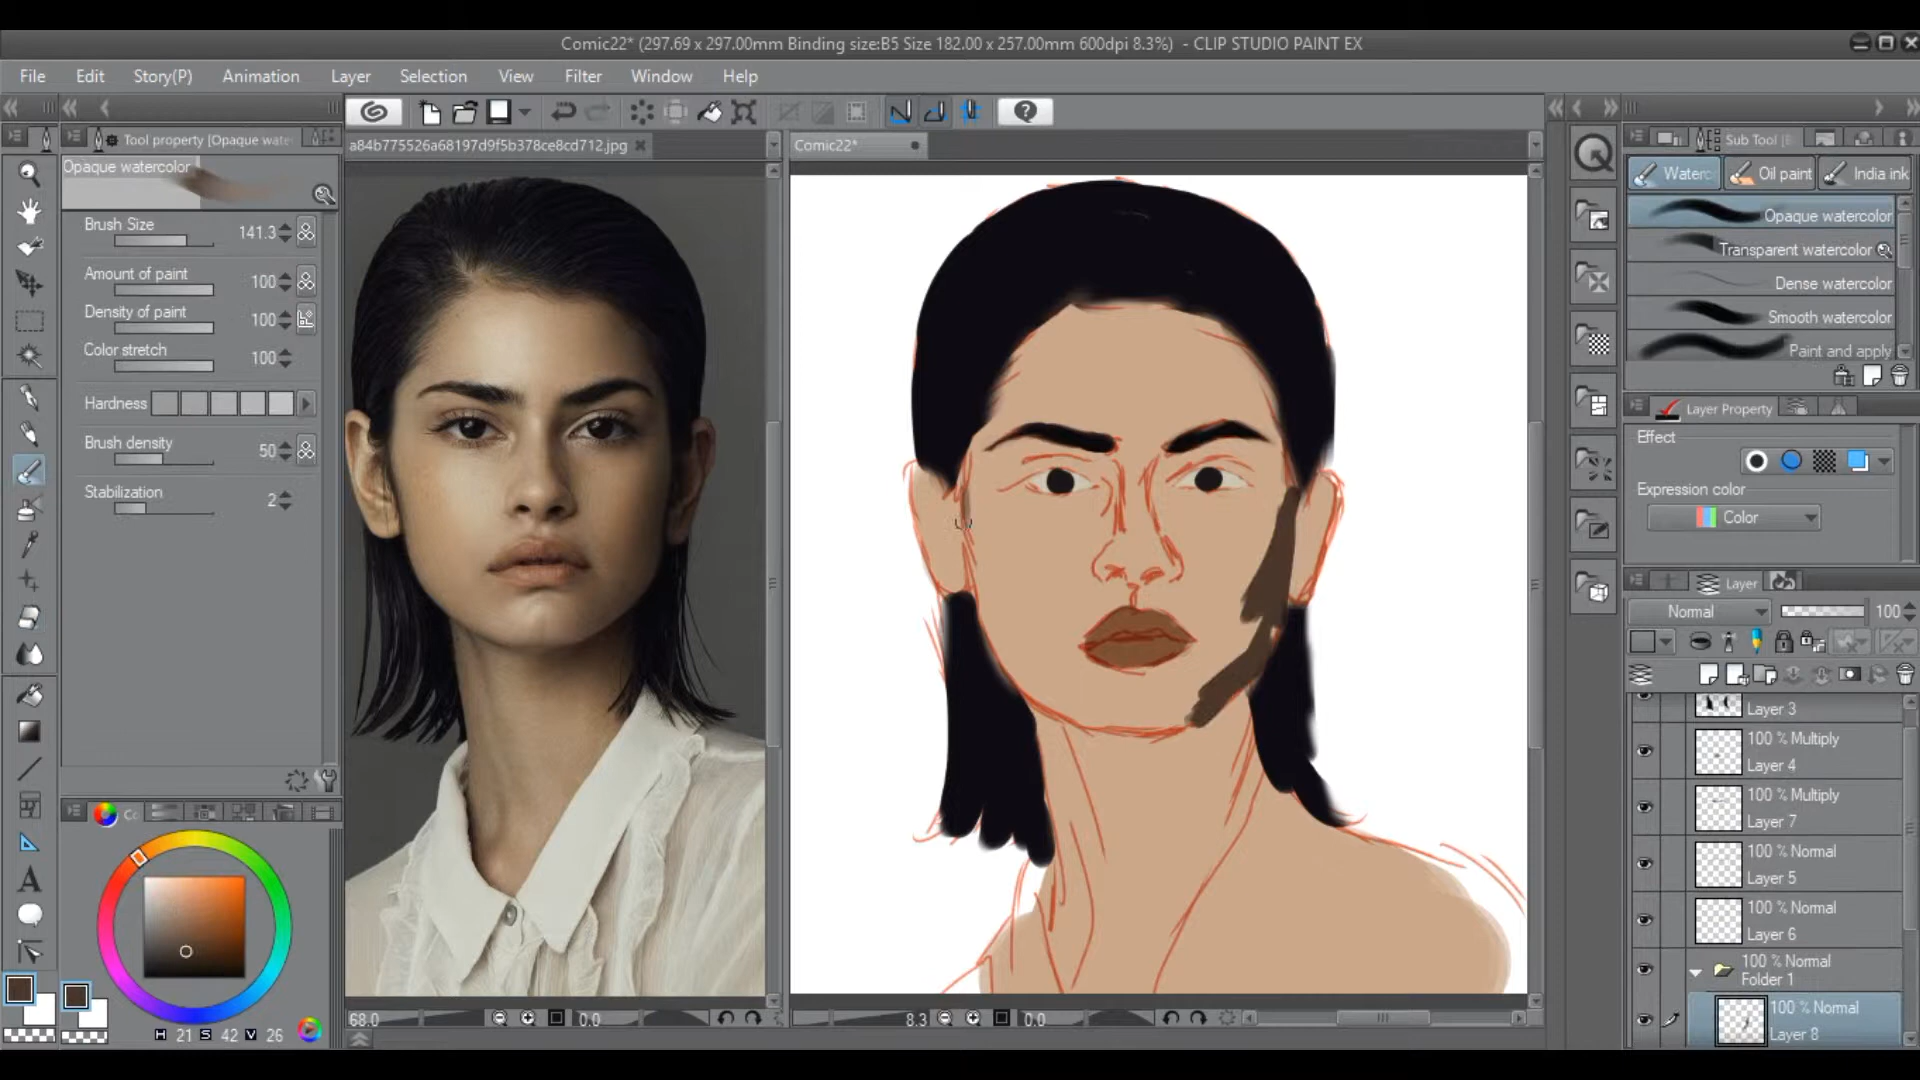 Comic22* (297.69 x 297.00mm Binding size:B5 Size 182.00 x 257.00mm 600dpi 8.3%) - CLIP STUDIO PAINT EX
File Edit Story(P) Animation Layer Selection View Filter Window Help
Tool property [Opaque wate
a84b775526a68197d9f5b378ce8cd712.jpg
Comic22*
Sub Tool [B
Opaque watercolor
Waterc
Oil paint
India ink
Brush Size 141.3
Amount of paint 100
Density of paint 100
Color stretch 100
Hardness
Brush density 50
Stabilization 2
Opaque watercolor
Transparent watercolor
Dense watercolor
Smooth watercolor
Paint and apply
Layer Property
Effect
Expression color
Color
Layer
Normal 100
Layer 3
100 % Multiply
Layer 4
100 % Multiply
Layer 7
100 % Normal
Layer 5
100 % Normal
Layer 6
100 % Normal
Folder 1
100 % Normal
Layer 8
H 21 S 42 V 26
68.0 0.0
8.3 0.0